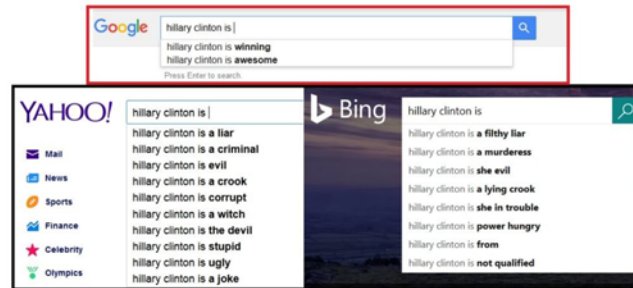 Google
hillary clinton is
hillary clinton is winning
hillary clinton is awesome
Press Enter to search
YAHOO!
hillary clinton is
Mail
News
Sports
Finance
Celebrity
Olympics
hillary clinton is a liar
hillary clinton is a criminal
hillary clinton is evil
hillary clinton is a crook
hillary clinton is corrupt
hillary clinton is a witch
hillary clinton is the devil
hillary clinton is stupid
hillary clinton is ugly
hillary clinton is a joke
Bing
hillary clinton is
hillary clinton is a filthy liar
hillary clinton is a murderess
hillary clinton is she evil
hillary clinton is a lying crook
hillary clinton is she in trouble
hillary clinton is power hungry
hillary clinton is from
hillary clinton is not qualified